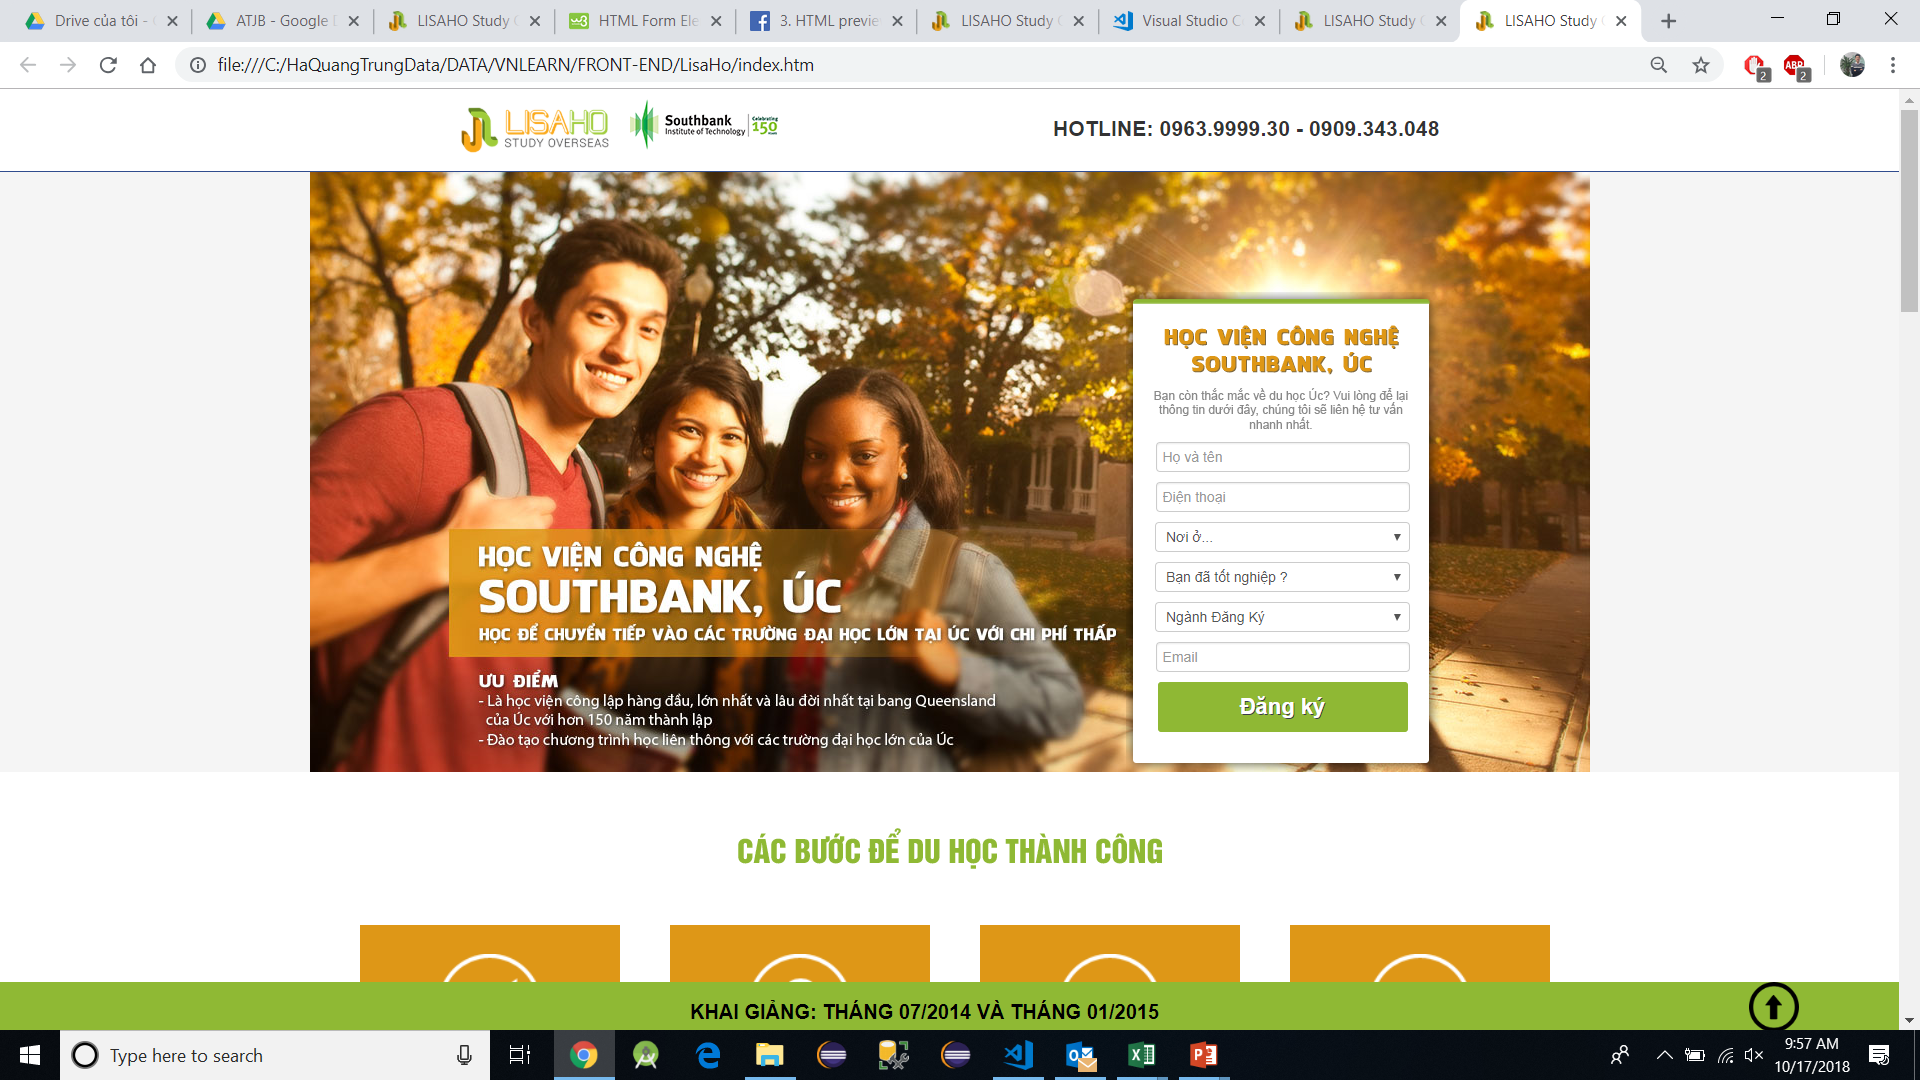 Drive của tôi -
ATJB - Google
LISAHO Study
HTML Form Ele
3. HTML previe
LISAHO Study
Visual Studio C
LISAHO Study
LISAHO Study
file:///C:/HaQuangTrungData/DATA/VNLEARN/FRONT-END/LisaHo/index.htm
2
ABP
2
LISAHO
STUDY OVERSEAS
Southbank
Institute of Technology
Celebrating
150
HOTLINE: 0963.9999.30 - 0909.343.048
HỌC VIỆN CÔNG NGHỆ
SOUTHBANK, ÚC
Bạn còn thắc mắc về du học Úc? Vui lòng để lại
thông tin dưới đây, chúng tôi sẽ liên hệ tư vấn
nhanh nhất.
Họ và tên
Điện thoại
Nơi ở...
Bạn đã tốt nghiệp ?
Ngành Đăng Ký
Email
Đăng ký
HỌC VIỆN CÔNG NGHỆ
SOUTHBANK, ÚC
HỌC ĐỂ CHUYỂN TIẾP VÀO CÁC TRƯỜNG ĐẠI HỌC LỚN TẠI ÚC VỚI CHI PHÍ THẤP
ƯU ĐIỂM
- Là học viện công lập hàng đầu, lớn nhất và lâu đời nhất tại bang Queensland
của Úc với hơn 150 năm thành lập
- Đào tạo chương trình học liên thông với các trường đại học lớn của Úc
CÁC BƯỚC ĐỂ DU HỌC THÀNH CÔNG
KHAI GIẢNG: THÁNG 07/2014 VÀ THÁNG 01/2015
Type here to search
9:57 AM
10/17/2018